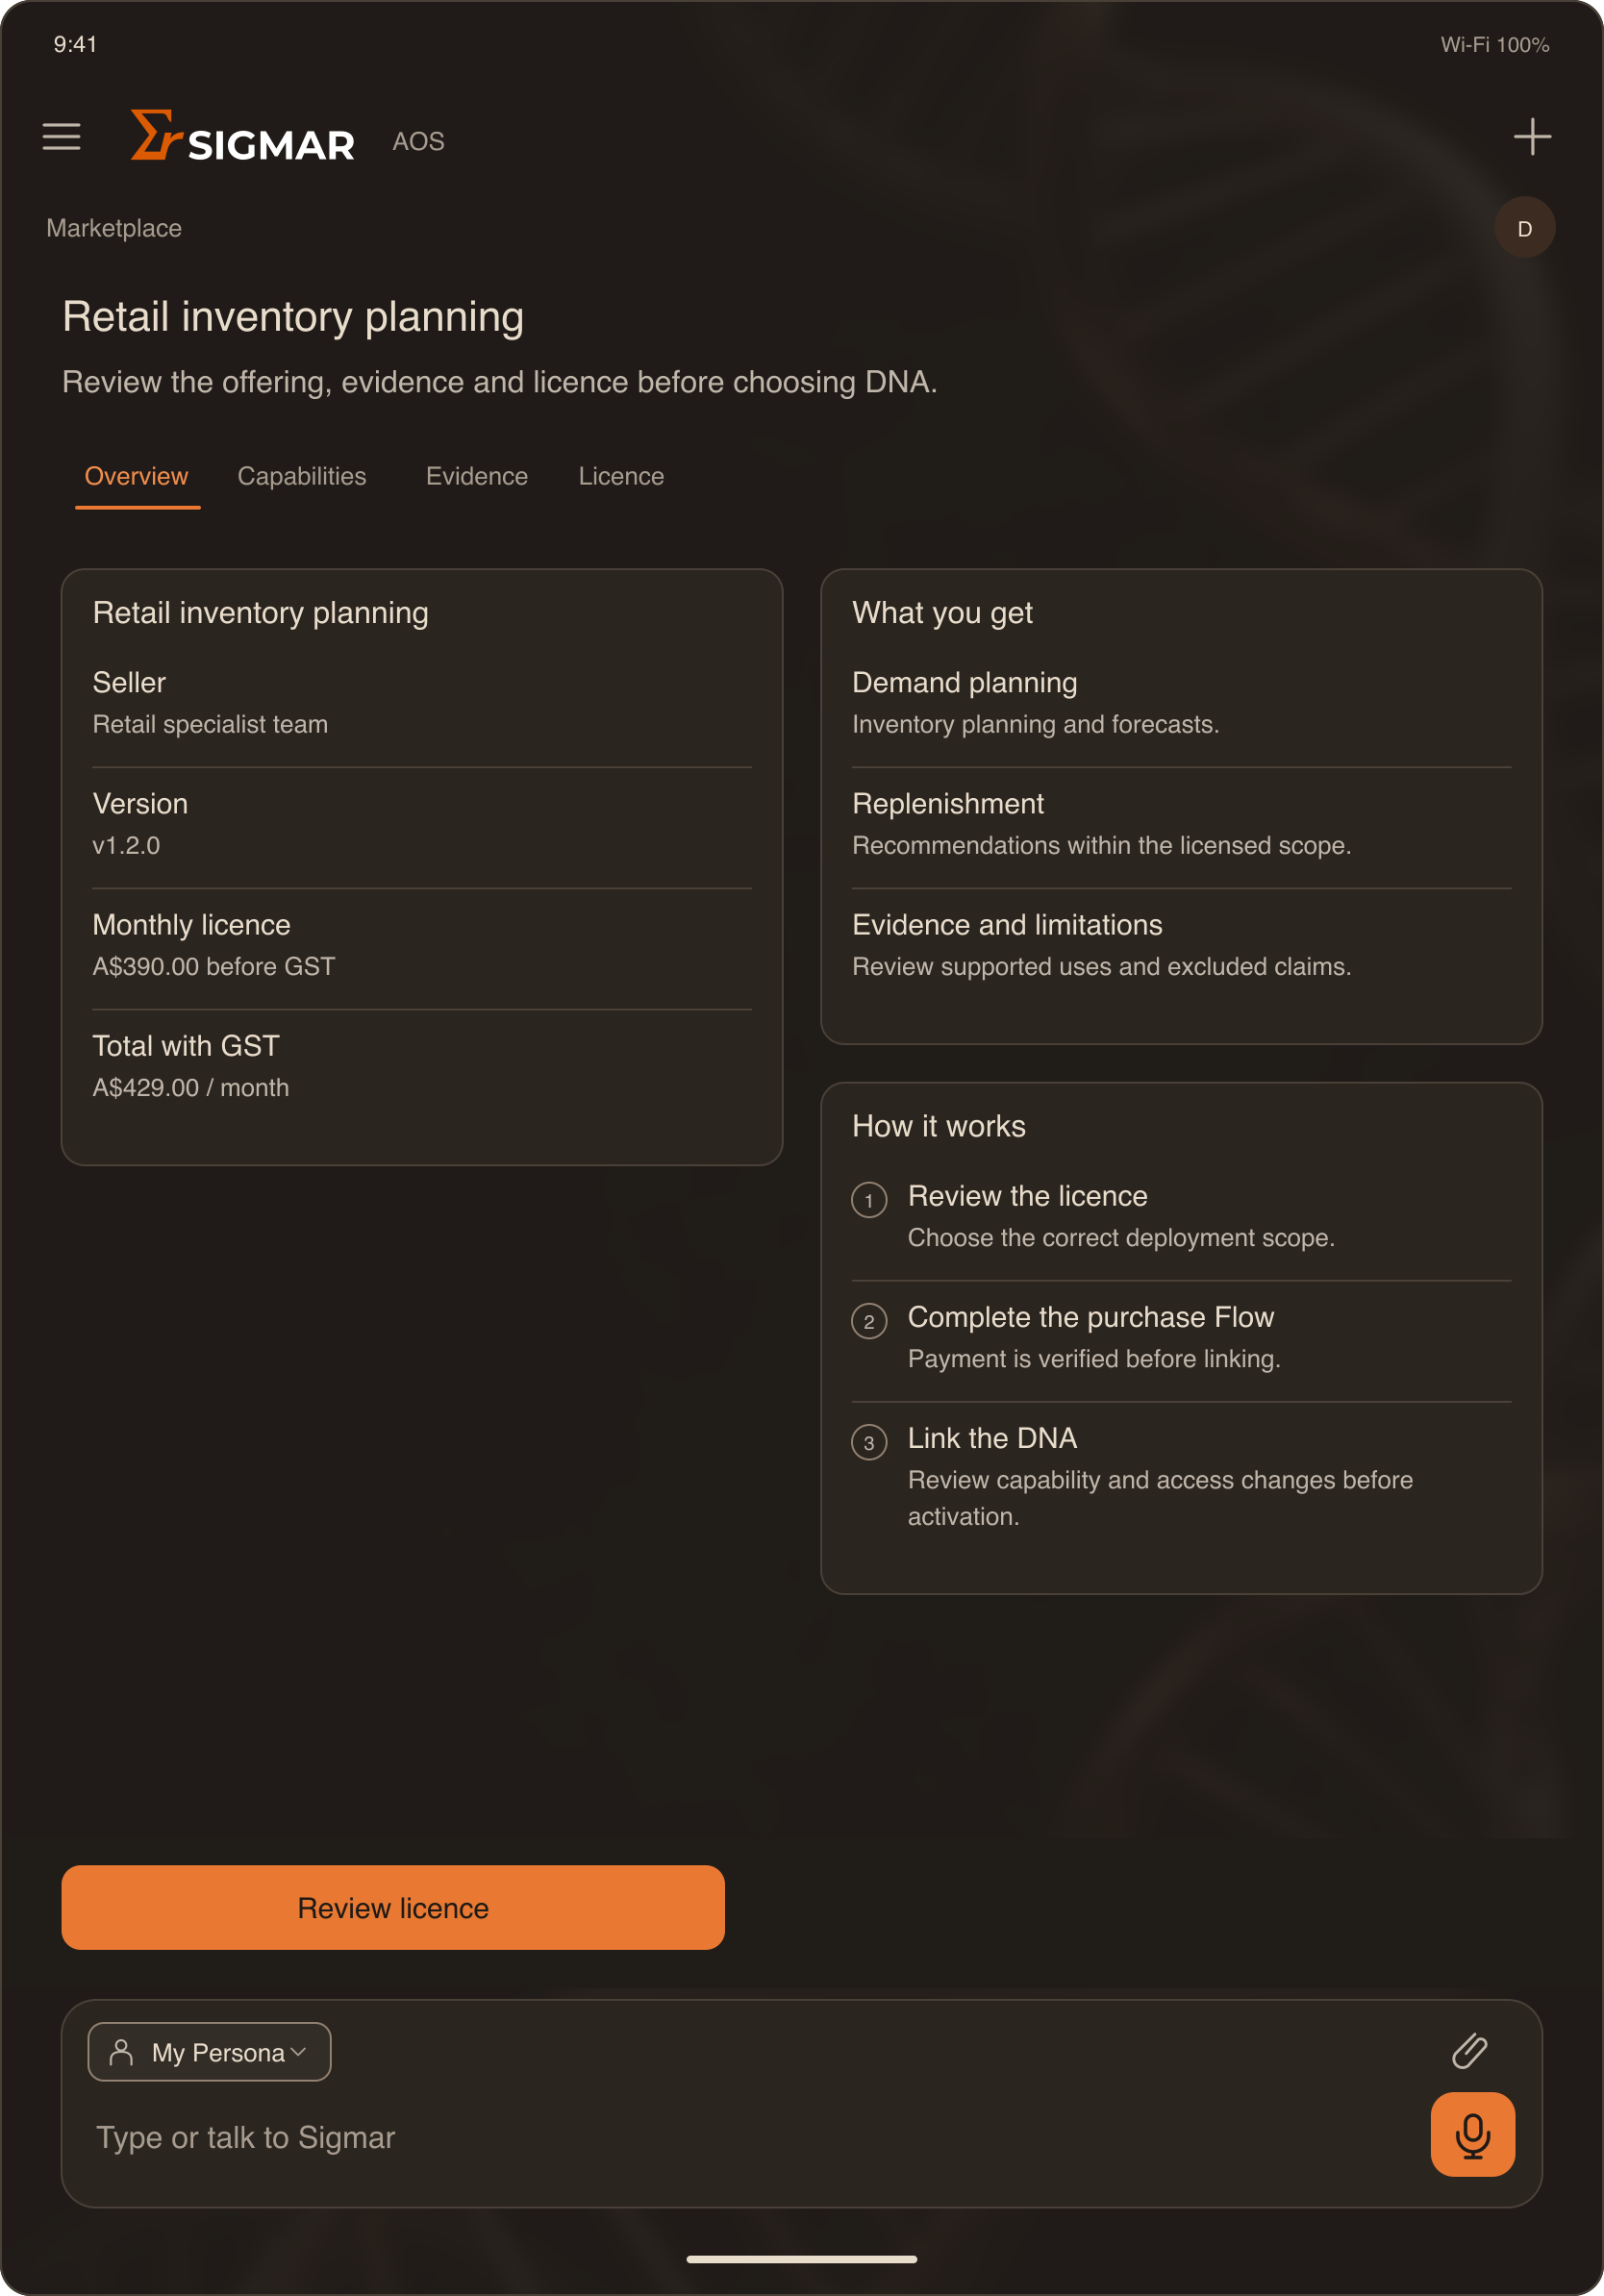 9:41
Wi-Fi 100%
Σr SIGMAR AOS
Marketplace
D
Retail inventory planning
Review the offering, evidence and licence before choosing DNA.
Overview Capabilities Evidence Licence
Retail inventory planning
Seller
Retail specialist team
Version
v1.2.0
Monthly licence
A$390.00 before GST
Total with GST
A$429.00 / month
What you get
Demand planning
Inventory planning and forecasts.
Replenishment
Recommendations within the licensed scope.
Evidence and limitations
Review supported uses and excluded claims.
How it works
1 Review the licence
Choose the correct deployment scope.
2 Complete the purchase Flow
Payment is verified before linking.
3 Link the DNA
Review capability and access changes before
activation.
Review licence
My Persona
Type or talk to Sigmar